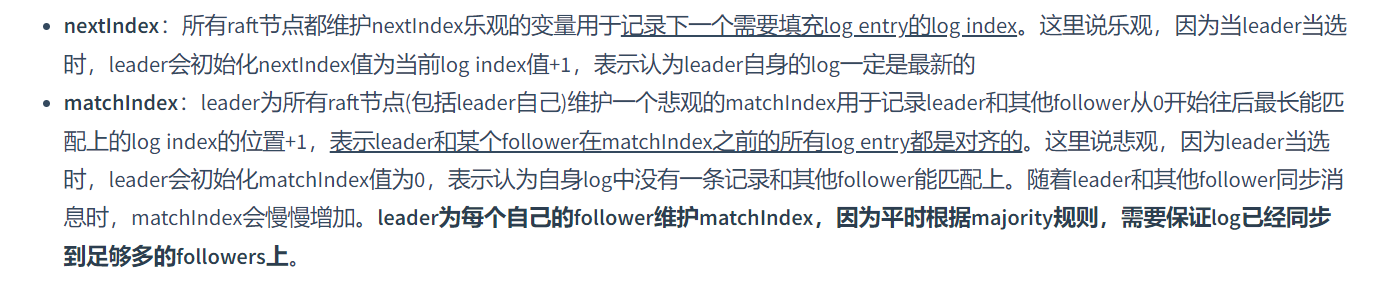 • nextIndex：所有raft节点都维护nextIndex乐观的变量用于记录下一个需要填充log entry的log index。这里说乐观，因为当leader当选
时，leader会初始化nextIndex值为当前log index值+1，表示认为leader自身的log一定是最新的
• matchIndex：leader为所有raft节点(包括leader自己)维护一个悲观的matchIndex用于记录leader和其他follower从0开始往后最长能匹
配上的log index的位置+1，表示leader和某个follower在matchIndex之前的所有log entry都是对齐的。这里说悲观，因为leader当选
时，leader会初始化matchIndex值为0，表示认为自身log中没有一条记录和其他follower能匹配上。随着leader和其他follower同步消
息时，matchIndex会慢慢增加。leader为每个自己的follower维护matchIndex，因为平时根据majority规则，需要保证log已经同步
到足够多的followers上。